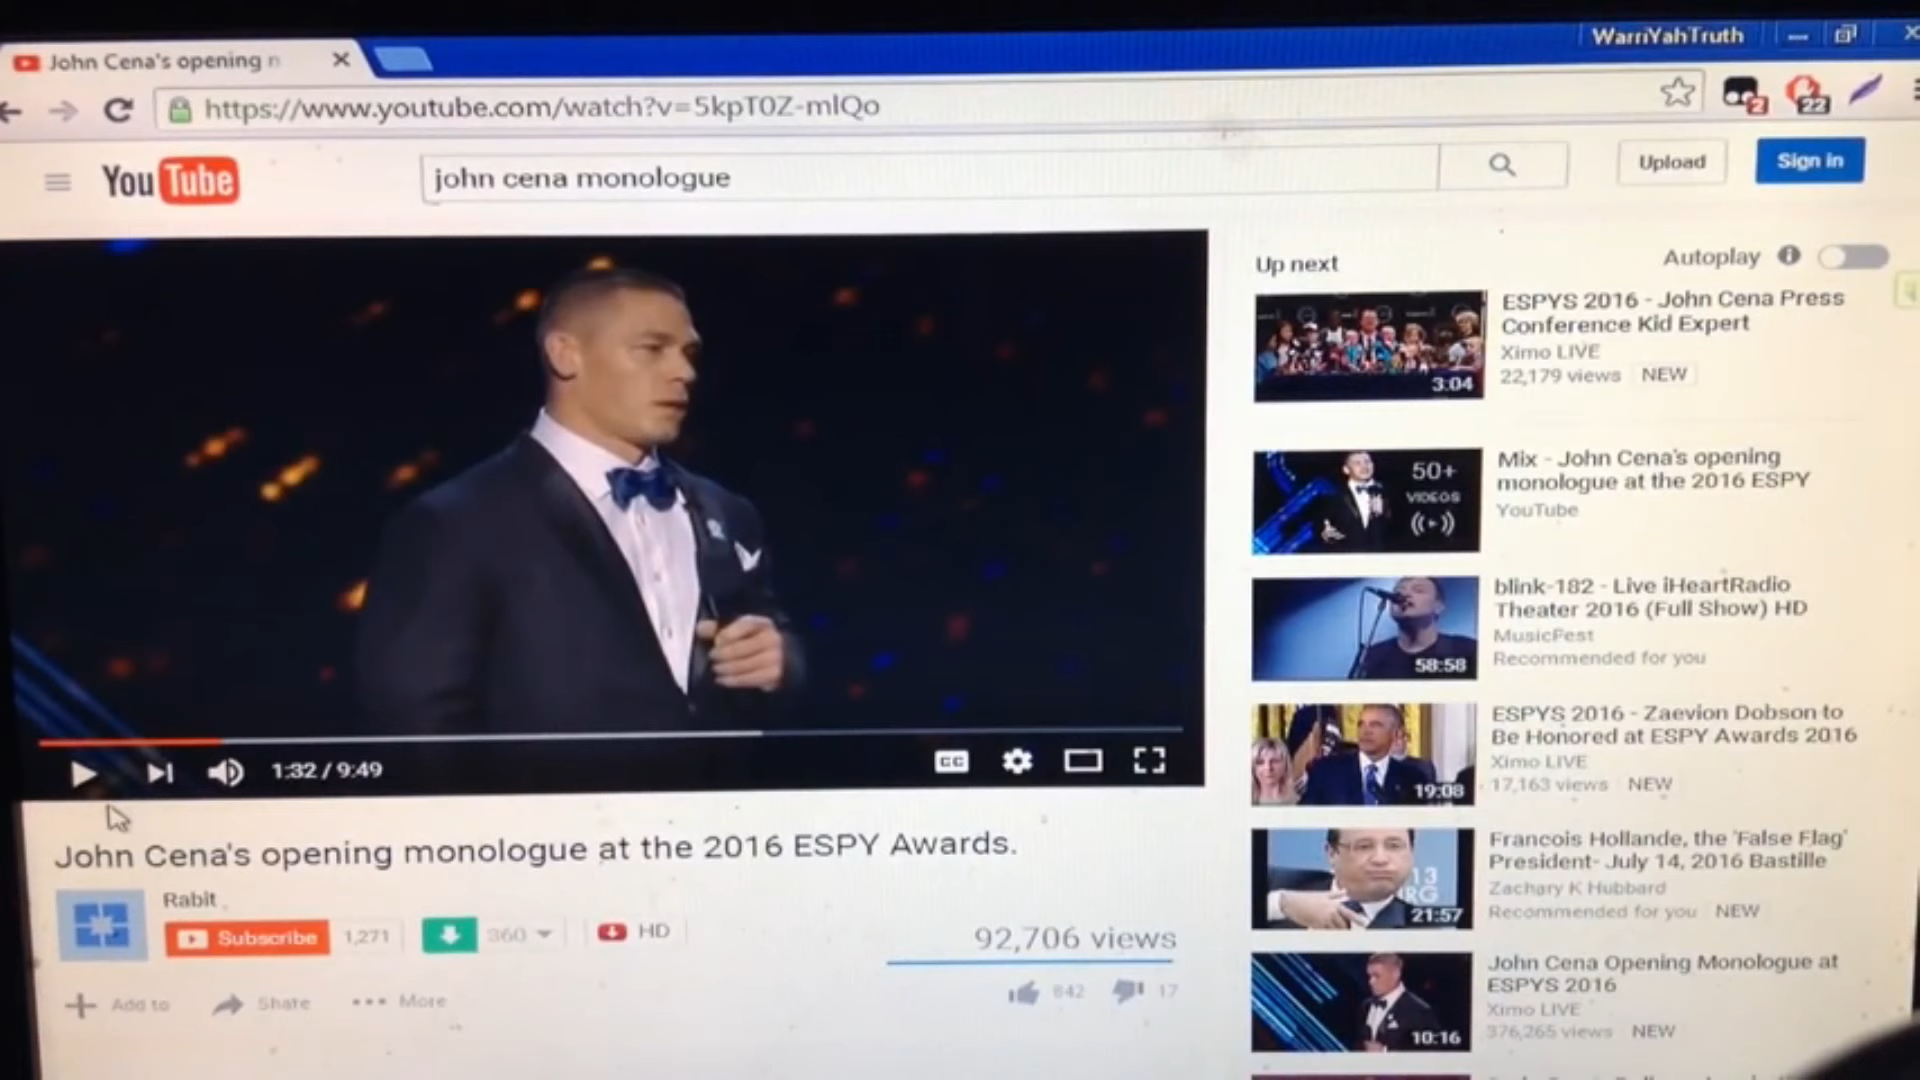 WarriYahTruth
John Cena's opening n
https://www.youtube.com/watch?v=5kpT0Z-mlQo
2
22
YouTube
john cena monologue
Upload
Sign in
Up next
Autoplay
3:04
ESPYS 2016 - John Cena Press
Conference Kid Expert
Ximo LIVE
22,179 views NEW
50+
VIDEOS
Mix - John Cena's opening
monologue at the 2016 ESPY
YouTube
58:58
blink-182 - Live iHeartRadio
Theater 2016 (Full Show) HD
MusicFest
Recommended for you
19:08
ESPYS 2016 - Zaevion Dobson to
Be Honored at ESPY Awards 2016
Ximo LIVE
17,163 views NEW
13
RG
21:57
Francois Hollande, the 'False Flag'
President- July 14, 2016 Bastille
Zachary K Hubbard
Recommended for you NEW
10:16
John Cena Opening Monologue at
ESPYS 2016
Ximo LIVE
376,265 views NEW
1:32 / 9:49
CC
John Cena's opening monologue at the 2016 ESPY Awards.
Rabit
Subscribe 1,271
360
HD
92,706 views
Add to
Share
More
842
17